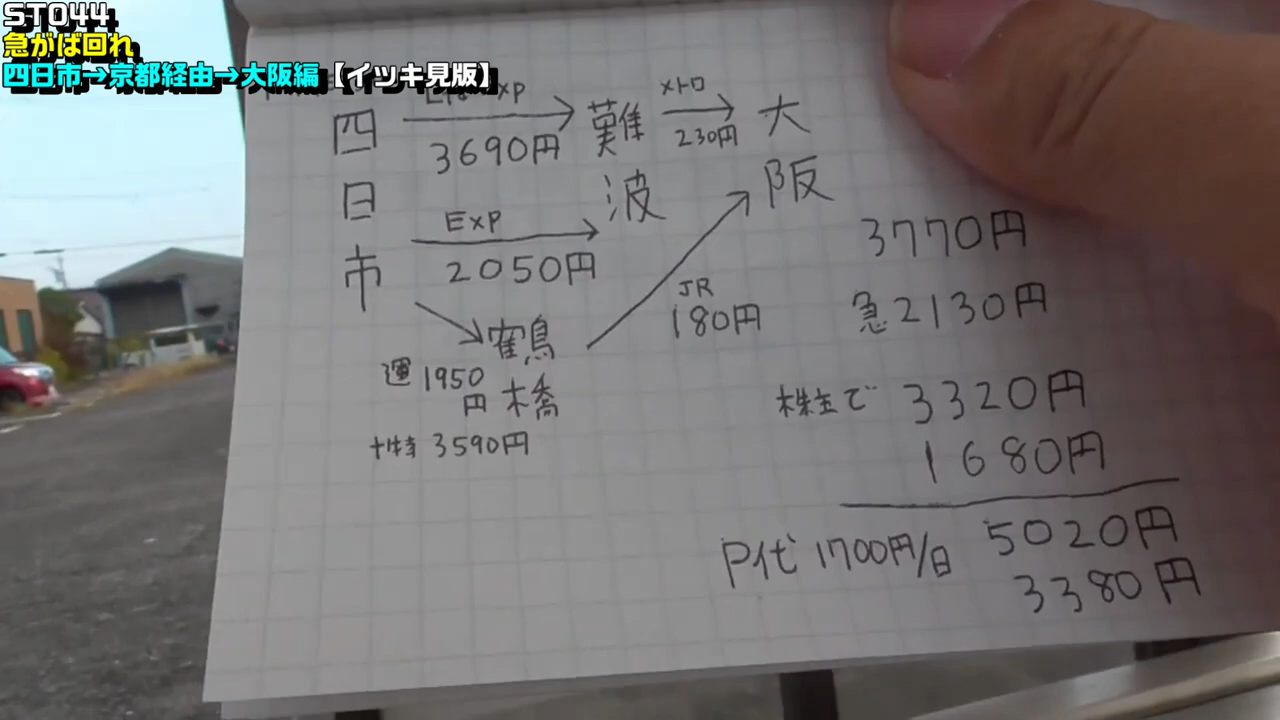 STO44
急がば回れ
四日市→京都経由→大阪編【イツキ見版】
四日市
3690円
難波
メトロ
230円
大阪
Exp
2050円
鶴橋
JR
180円
運 1950円
特 3590円
3770円
急2130円
株主で 3320円
1680円
P代 1700円/日 5020円
3380円